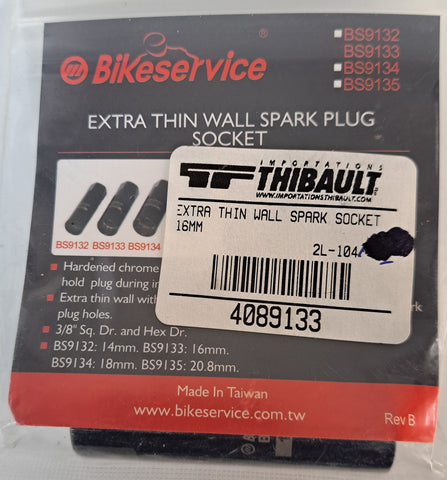 BS9132
BS9133
BS9134
BS9135
Bikeservice®
EXTRA THIN WALL SPARK PLUG
SOCKET
IMPORTATIONS
THIBAULT
WWW.IMPORTATIONSTHIBAULT.COM
EXTRA THIN WALL SPARK SOCKET
16MM
2L-104
4089133
BS9132 BS9133 BS9134
Hardened chrome
hold plug during in
Extra thin wall with
plug holes.
3/8" Sq. Dr. and Hex Dr.
BS9132: 14mm. BS9133: 16mm.
BS9134: 18mm. BS9135: 20.8mm.
Made In Taiwan
www.bikeservice.com.tw
Rev B